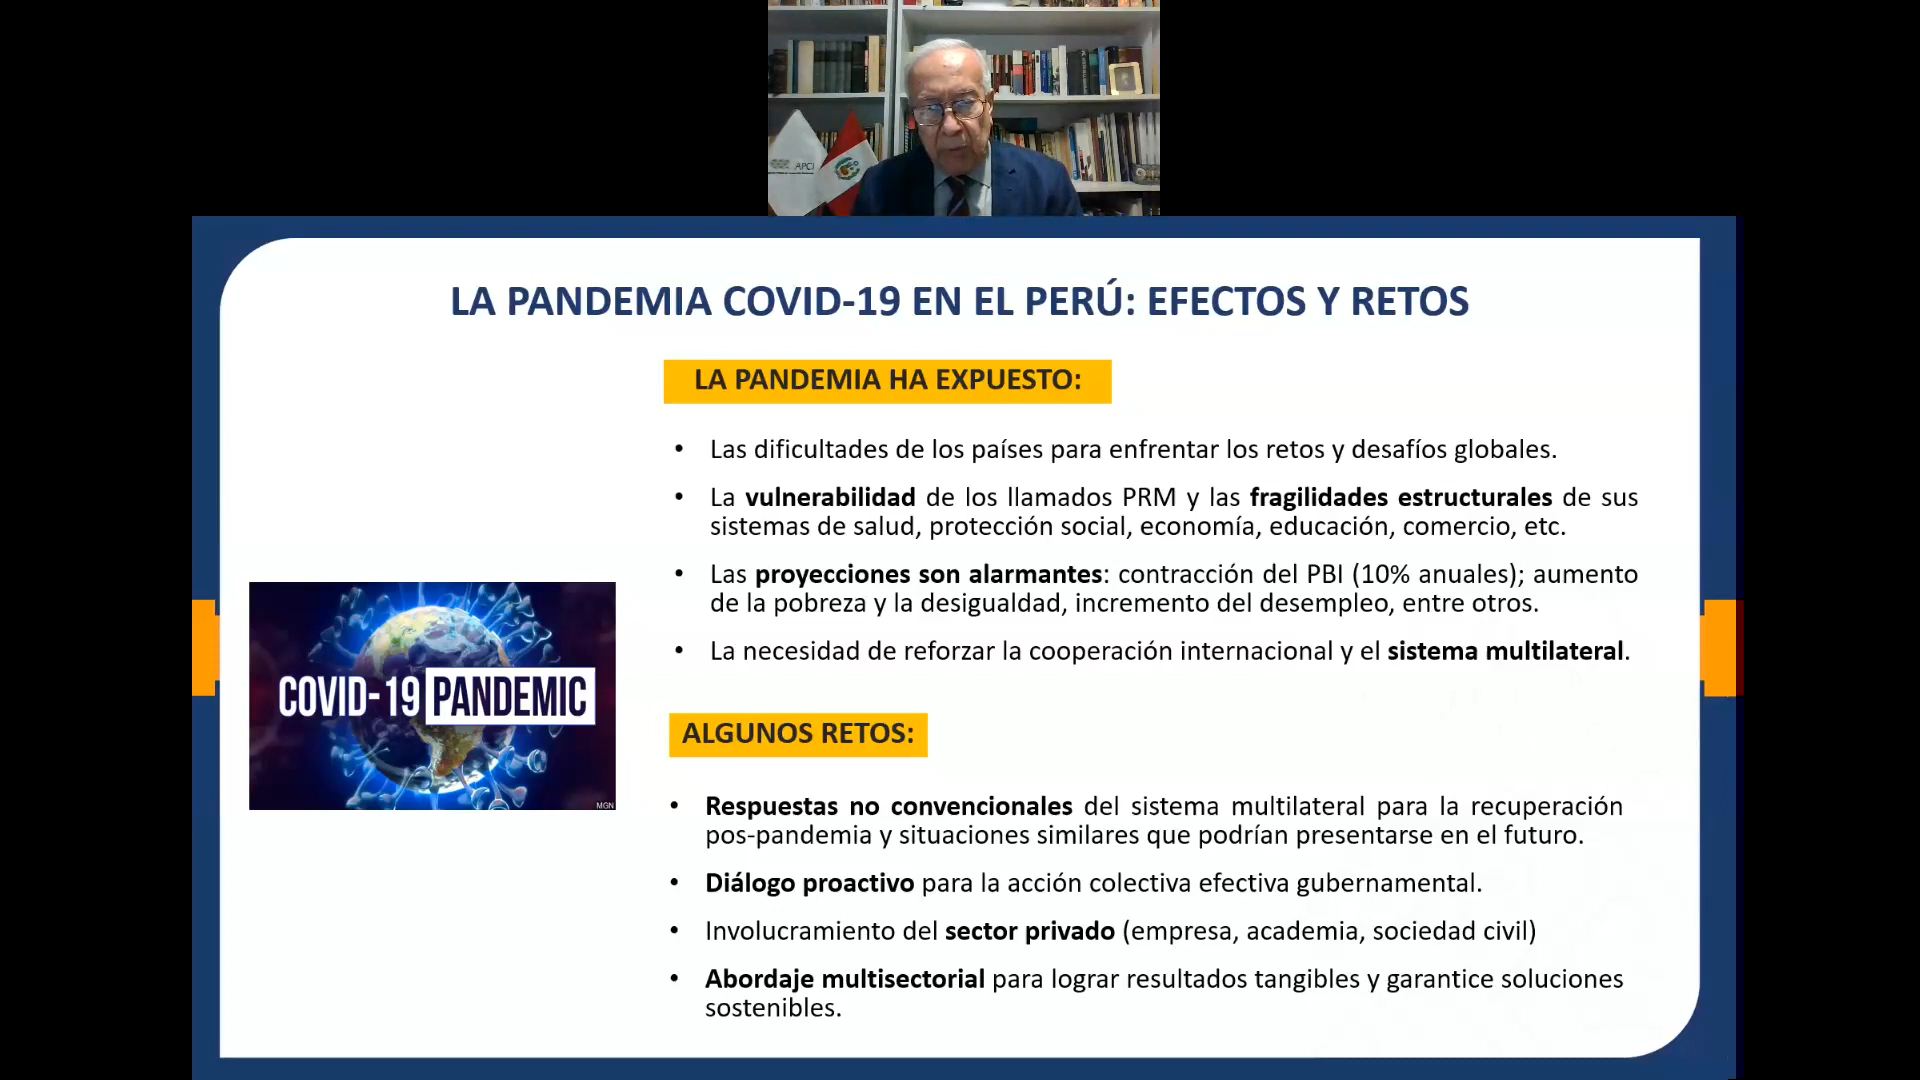 APCI
LA PANDEMIA COVID-19 EN EL PERÚ: EFECTOS Y RETOS
LA PANDEMIA HA EXPUESTO:
• Las dificultades de los países para enfrentar los retos y desafíos globales.
• La vulnerabilidad de los llamados PRM y las fragilidades estructurales de sus
sistemas de salud, protección social, economía, educación, comercio, etc.
• Las proyecciones son alarmantes: contracción del PBI (10% anuales); aumento
de la pobreza y la desigualdad, incremento del desempleo, entre otros.
• La necesidad de reforzar la cooperación internacional y el sistema multilateral.
COVID-19 PANDEMIC
MGN
ALGUNOS RETOS:
• Respuestas no convencionales del sistema multilateral para la recuperación
pos-pandemia y situaciones similares que podrían presentarse en el futuro.
• Diálogo proactivo para la acción colectiva efectiva gubernamental.
• Involucramiento del sector privado (empresa, academia, sociedad civil)
• Abordaje multisectorial para lograr resultados tangibles y garantice soluciones
sostenibles.